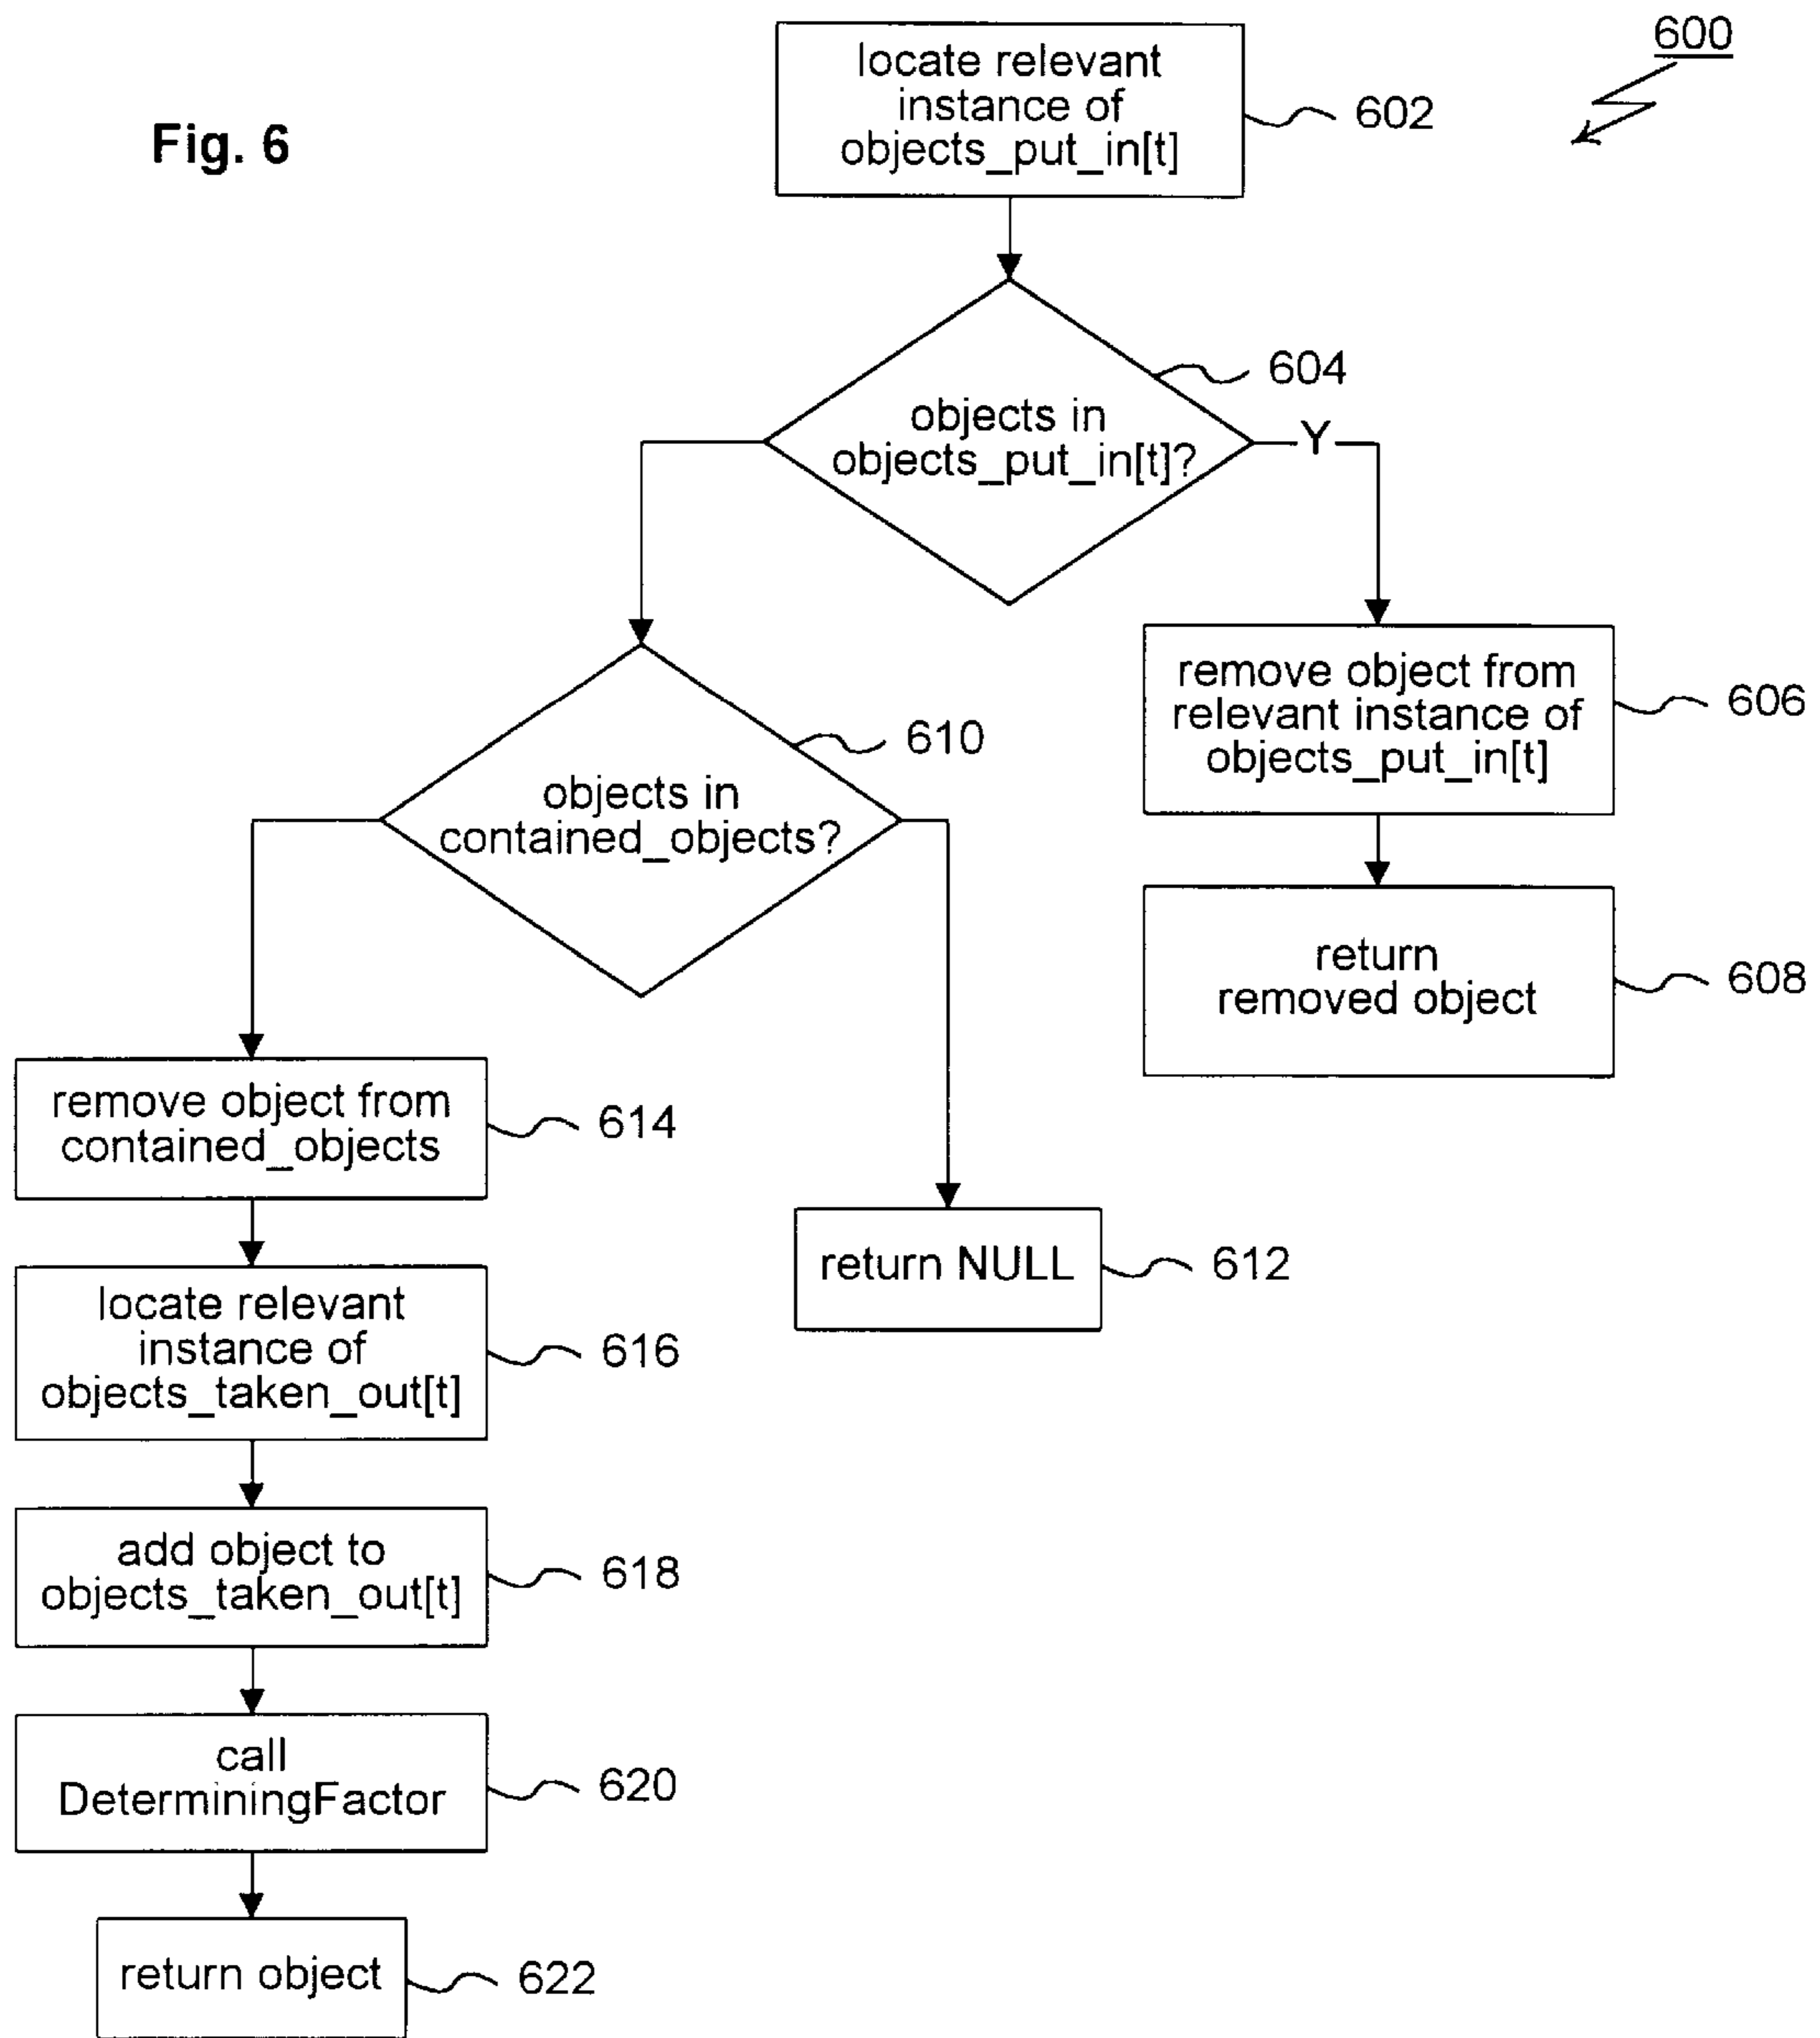 Fig. 6
600
locate relevant
instance of
objects_put_in[t]
602
objects in
objects_put_in[t]?
604
Y
remove object from
relevant instance of
objects_put_in[t]
606
return
removed object
608
objects in
contained_objects?
610
return NULL
612
remove object from
contained_objects
614
locate relevant
instance of
objects_taken_out[t]
616
add object to
objects_taken_out[t]
618
call
DeterminingFactor
620
return object
622